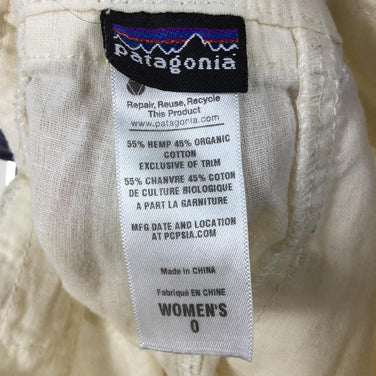 patagonia
Repair, Reuse, Recycle
This Product
www.patagonia.com
55% HEMP 45% ORGANIC
COTTON
EXCLUSIVE OF TRIM
55% CHANVRE 45% COTON
DE CULTURE BIOLOGIQUE
A PART LA GARNITURE
MFG DATE AND LOCATION
AT PCPSIA.COM
Made in CHINA
Fabriqué EN CHINE
WOMEN'S
0